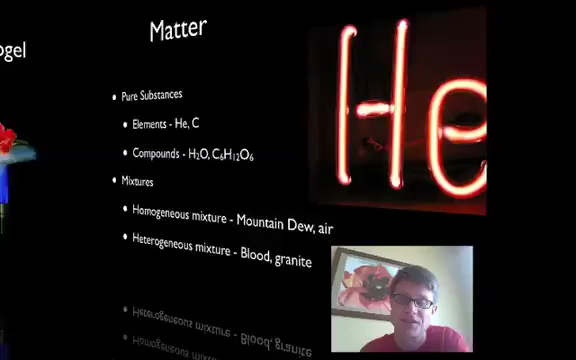 ogel
Matter
• Pure Substances
• Elements - He, C
• Compounds - H₂O, C₆H₁₂O₆
• Mixtures
• Homogeneous mixture - Mountain Dew, air
• Heterogeneous mixture - Blood, granite
He